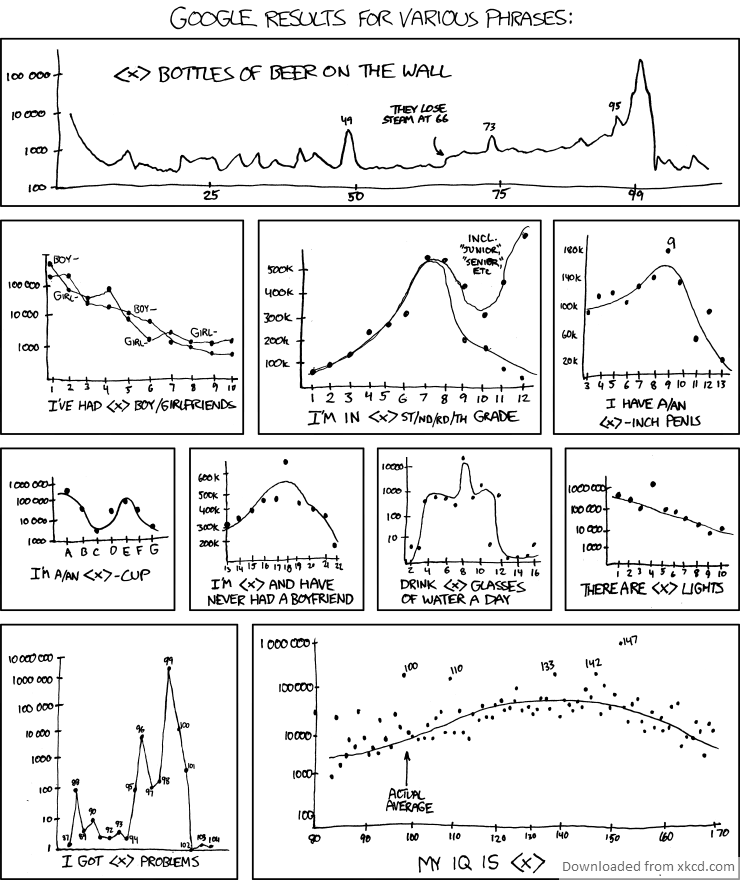 GOOGLE RESULTS FOR VARIOUS PHRASES:
<X> BOTTLES OF BEER ON THE WALL
100 000
10 000
1 000
100
49
THEY LOSE
STEAM AT 66
73
95
25
50
75
99
BOY-
GIRL-
BOY-
GIRL-
GIRL-
100 000
10 000
1 000
1 2 3 4 5 6 7 8 9 10
I'VE HAD <X> BOY/GIRLFRIENDS
INCL.
"JUNIOR,"
"SENIOR,"
ETC
500K
400K
300K
200K
100K
1 2 3 4 5 6 7 8 9 10 11 12
I'M IN <X> ST/ND/RD/TH GRADE
180K
140K
100K
60K
20K
9
3 4 5 6 7 8 9 10 11 12 13
I HAVE A/AN
<X>-INCH PENIS
1 000 000
100 000
10 000
1 000
A B C D E F G
I'M A/AN <X>-CUP
600K
500K
400K
300K
200K
13 14 15 16 17 18 19 20 21 22
I'M <X> AND HAVE
NEVER HAD A BOYFRIEND
10000
1000
100
10
2 4 6 8 10 12 14 16
DRINK <X> GLASSES
OF WATER A DAY
1000000
100000
10 000
1 000
1 2 3 4 5 6 7 8 9 10
THERE ARE <X> LIGHTS
10 000 000
1 000 000
100 000
10 000
1000
100
10
1
87
88
89
90
92
93
94
95
96
97
98
99
100
101
102
103
104
I GOT <X> PROBLEMS
1 000 000
100 000
10 000
1000
100
100
110
133
142
147
ACTUAL
AVERAGE
80 90 100 110 120 130 140 150 160 170
MY IQ IS <X>
Downloaded from xkcd.com